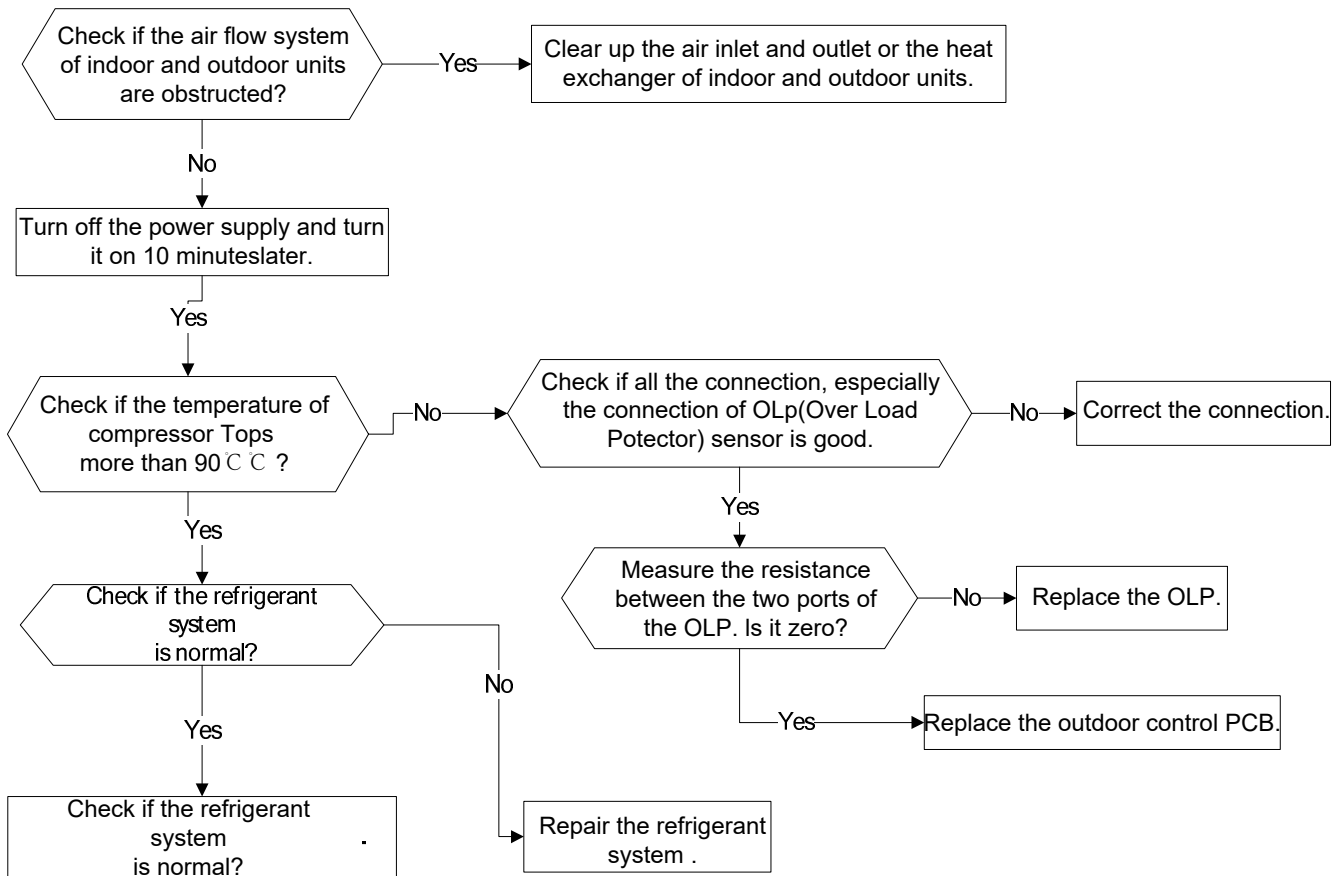 Check if the air flow system
of indoor and outdoor units
are obstructed?
Yes
Clear up the air inlet and outlet or the heat
exchanger of indoor and outdoor units.
No
Turn off the power supply and turn
it on 10 minuteslater.
Yes
Check if the temperature of
compressor Tops
more than 90℃ ℃ ?
No
Check if all the connection, especially
the connection of OLp(Over Load
Potector) sensor is good.
No
Correct the connection.
Yes
Yes
Measure the resistance
between the two ports of
the OLP. Is it zero?
No
Replace the OLP.
Check if the refrigerant
system
is normal?
No
Yes
Yes
Replace the outdoor control PCB.
Check if the refrigerant
system .
is normal?
Repair the refrigerant
system .